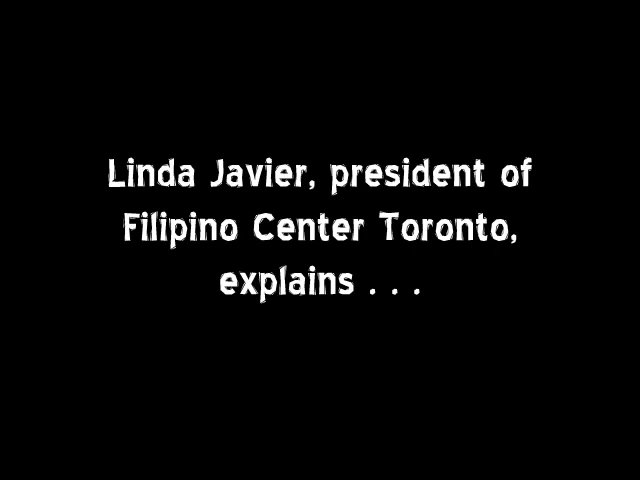 Linda Javier, president of
Filipino Center Toronto,
explains . . .